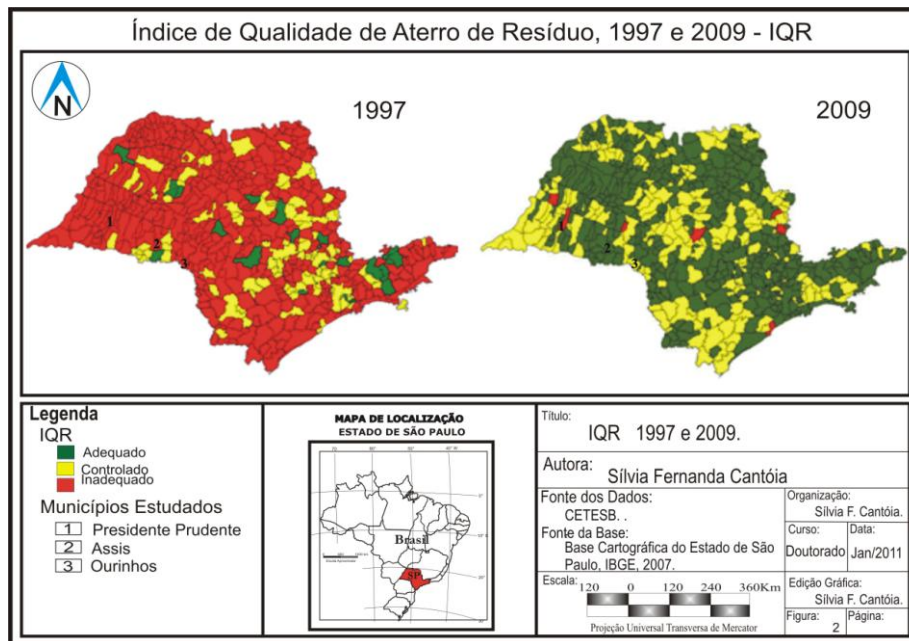 Índice de Qualidade de Aterro de Resíduo, 1997 e 2009 - IQR
N
1997
2009
1
2
3
1
2
3
Legenda
IQR
Adequado
Controlado
Inadequado
Municípios Estudados
1 Presidente Prudente
2 Assis
3 Ourinhos
MAPA DE LOCALIZAÇÃO
ESTADO DE SÃO PAULO
Brasil
SP
Título:
IQR 1997 e 2009.
Autora:
Sílvia Fernanda Cantóia
Fonte dos Dados:
CETESB. .
Fonte da Base:
Base Cartográfica do Estado de São
Paulo, IBGE, 2007.
Organização:
Sílvia F. Cantóia.
Curso:
Doutorado
Data:
Jan/2011
Escala:
120 0 120 240 360Km
Projeção Universal Transversa de Mercator
Edição Gráfica:
Sílvia F. Cantóia.
Figura:
2
Página: